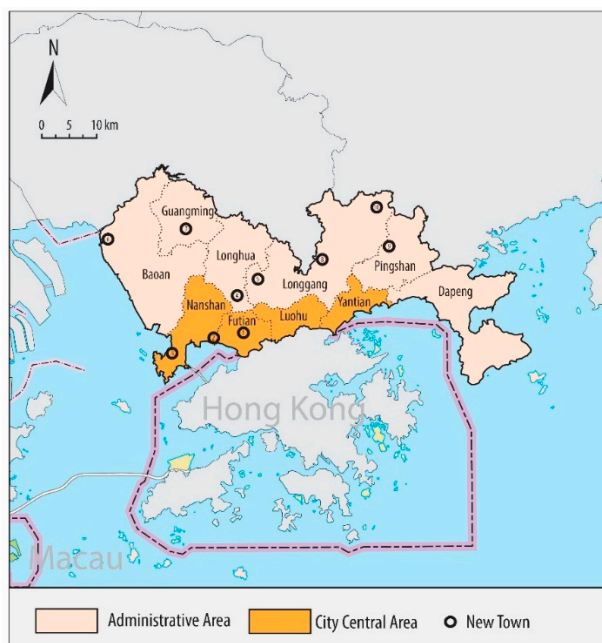 N
0 5 10 km
Guangming
Longhua
Baoan
Longgang
Pingshan
Nanshan
Futian
Luohu
Yantian
Dapeng
Hong Kong
Macau
Administrative Area
City Central Area
New Town